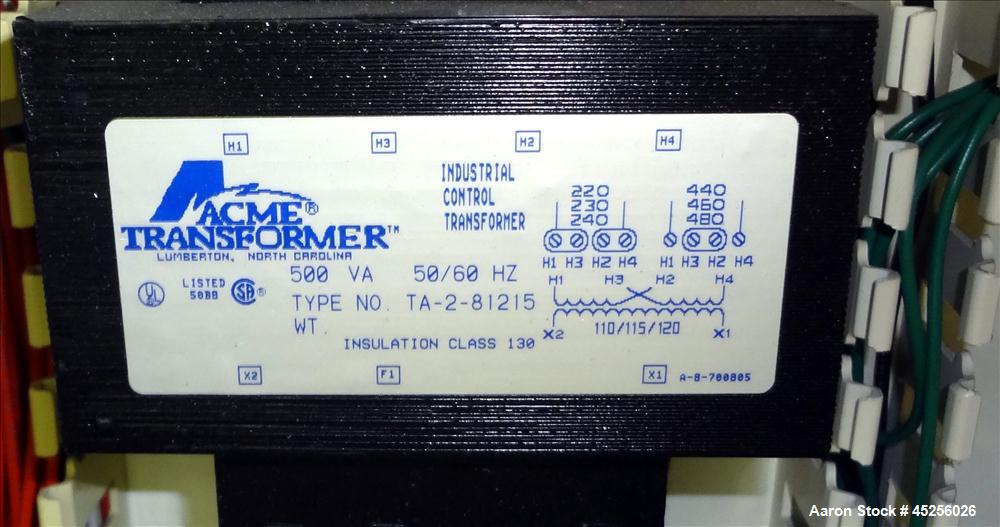 H1 H3 H2 H4
ACME®
TRANSFORMER™
LUMBERTON, NORTH CAROLINA
INDUSTRIAL
CONTROL
TRANSFORMER
220
230
240
440
460
480
H1 H3 H2 H4
H1 H3 H2 H4
UL LISTED
50BB
SA®
500 VA 50/60 HZ
TYPE NO. TA-2-81215
WT.
INSULATION CLASS 130
H1 H3 H2 H4
X2 110/115/120 X1
X2 F1 X1
A-B-700805
Aaron Stock # 45256026